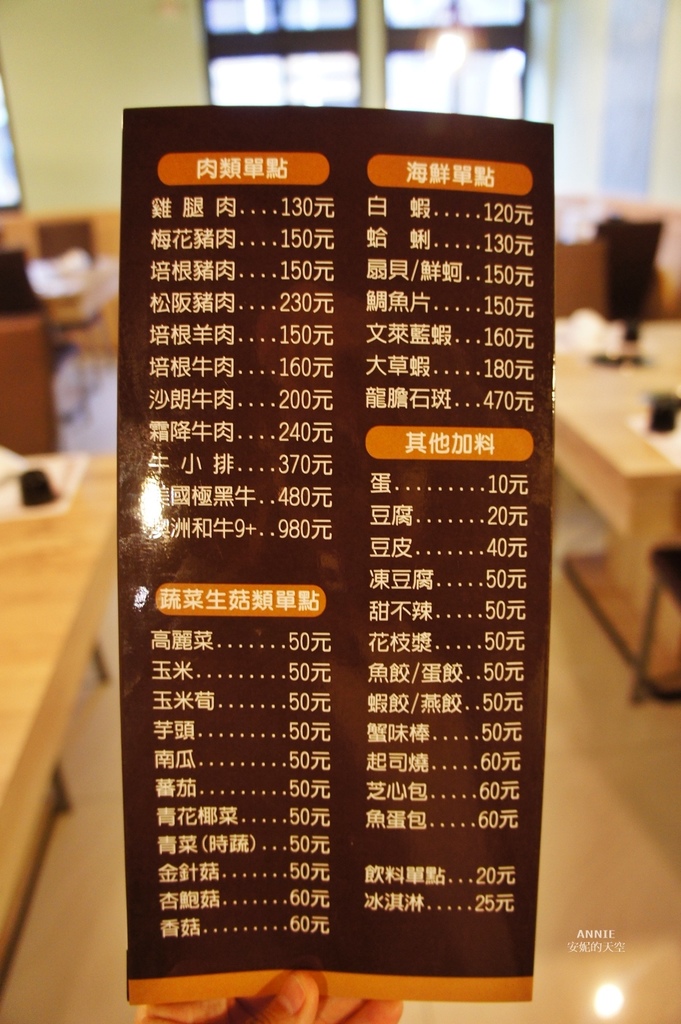 肉類單點
雞腿肉....130元
梅花豬肉....150元
培根豬肉....150元
松阪豬肉....230元
培根羊肉....150元
培根牛肉....160元
沙朗牛肉....200元
霜降牛肉....240元
牛小排....370元
國極黑牛..480元
洲和牛9+..980元
蔬菜生菇類單點
高麗菜.......50元
玉米.........50元
玉米筍.......50元
芋頭.........50元
南瓜.........50元
蕃茄.........50元
青花椰菜.....50元
青菜(時蔬)...50元
金針菇.......50元
杏鮑菇.......60元
香菇.........60元
海鮮單點
白蝦.....120元
蛤蜊.....130元
扇貝/鮮蚵..150元
鯛魚片.....150元
文萊藍蝦...160元
大草蝦.....180元
龍膽石斑...470元
其他加料
蛋.........10元
豆腐.......20元
豆皮.......40元
凍豆腐.....50元
甜不辣.....50元
花枝漿.....50元
魚餃/蛋餃..50元
蝦餃/燕餃..50元
蟹味棒.....50元
起司燒.....60元
芝心包.....60元
魚蛋包.....60元
飲料單點...20元
冰淇淋.....25元
ANNIE
安妮的天空